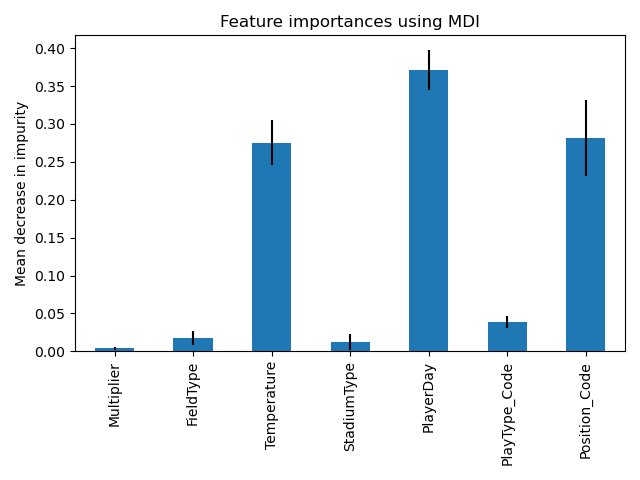 Feature importances using MDI
Mean decrease in impurity
0.40
0.35
0.30
0.25
0.20
0.15
0.10
0.05
0.00
Multiplier
FieldType
Temperature
StadiumType
PlayerDay
PlayType_Code
Position_Code